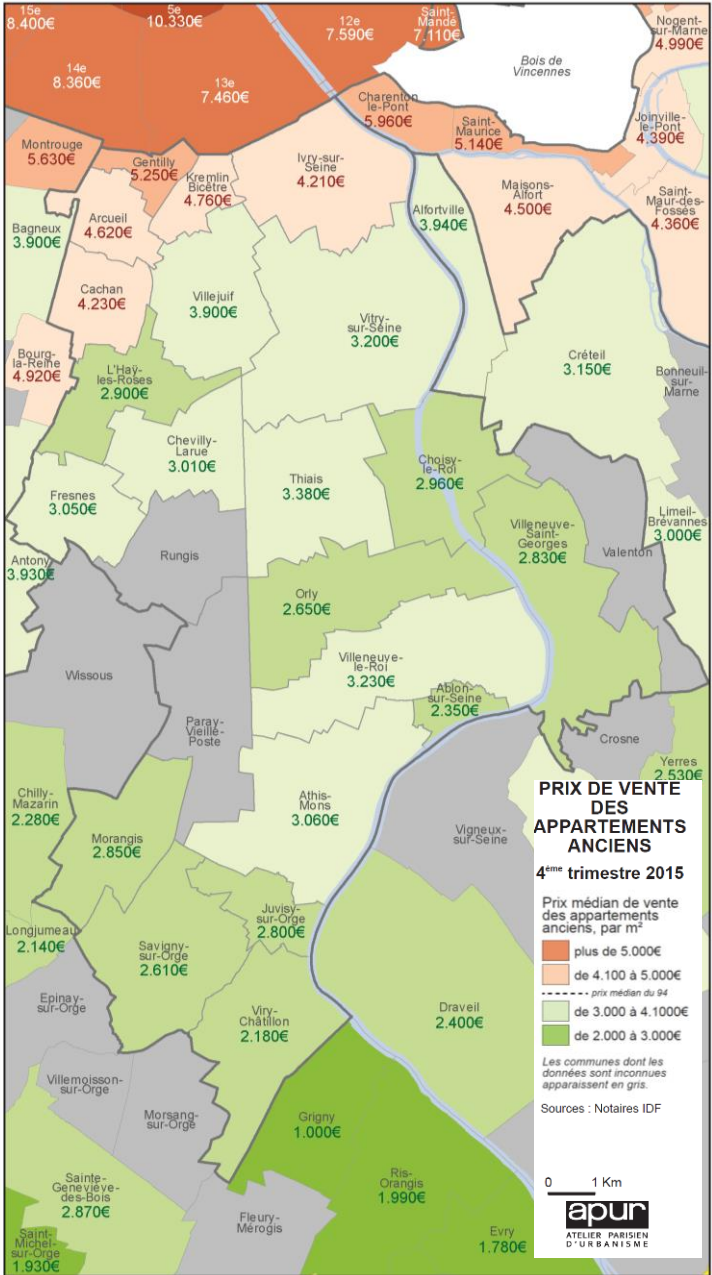 15e
8.400€
5e
10.330€
12e
7.590€
Saint-
Mandé
7.110€
Nogent-
sur-Marne
4.990€
14e
8.360€
13e
7.460€
Bois de
Vincennes
Charenton
le-Pont
5.960€
Saint-
Maurice
5.140€
Joinville-
le-Pont
4.390€
Montrouge
5.630€
Gentilly
5.250€
Kremlin
Bicêtre
4.760€
Ivry-sur-
Seine
4.210€
Maisons-
Alfort
4.500€
Saint-
Maur-des-
Fossés
4.360€
Bagneux
3.900€
Arcueil
4.620€
Alfortville
3.940€
Cachan
4.230€
Villejuif
3.900€
Vitry-
sur-Seine
3.200€
Bourg-
la-Reine
4.920€
L'Haÿ-
les-Roses
2.900€
Créteil
3.150€
Bonneuil-
sur-
Marne
Chevilly-
Larue
3.010€
Thiais
3.380€
Choisy-
le-Roi
2.960€
Fresnes
3.050€
Villeneuve-
Saint-
Georges
2.830€
Limeil-
Brévannes
3.000€
Antony
3.930€
Rungis
Valenton
Orly
2.650€
Wissous
Villeneuve-
le-Roi
3.230€
Ablon-
sur-Seine
2.350€
Paray-
Vieille-
Poste
Crosne
Yerres
2.530€
Chilly-
Mazarin
2.280€
Athis-
Mons
3.060€
Morangis
2.850€
Vigneux-
sur-Seine
Longjumeau
2.140€
Savigny-
sur-Orge
2.610€
Juvisy-
sur-Orge
2.800€
Epinay-
sur-Orge
Viry-
Châtillon
2.180€
Draveil
2.400€
Villemoisson-
sur-Orge
Morsang-
sur-Orge
Grigny
1.000€
Sainte-
Geneviève-
des-Bois
2.870€
Ris-
Orangis
1.990€
Fleury-
Mérogis
Saint-
Michel-
sur-Orge
1.930€
Evry
1.780€
PRIX DE VENTE
DES
APPARTEMENTS
ANCIENS
4ème trimestre 2015
Prix médian de vente
des appartements
anciens, par m²
plus de 5.000€
de 4.100 à 5.000€
prix médian du 94
de 3.000 à 4.1000€
de 2.000 à 3.000€
Les communes dont les
données sont inconnues
apparaissent en gris.
Sources : Notaires IDF
0 1 Km
apur
ATELIER PARISIEN
D'URBANISME